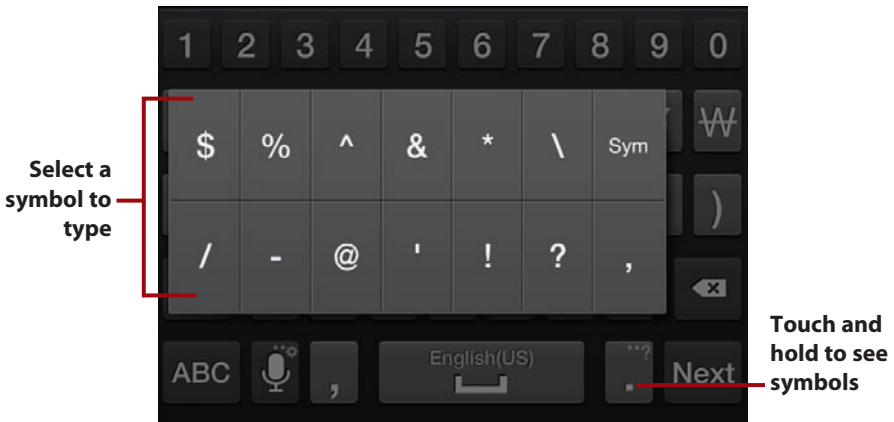 1 2 3 4 5 6 7 8 9 0
₩
$ % ^ & * \ Sym
)
/ - @ ' ! ? ,
Select a
symbol to
type
ABC , English(US) ...? . Next
Touch and
hold to see
symbols